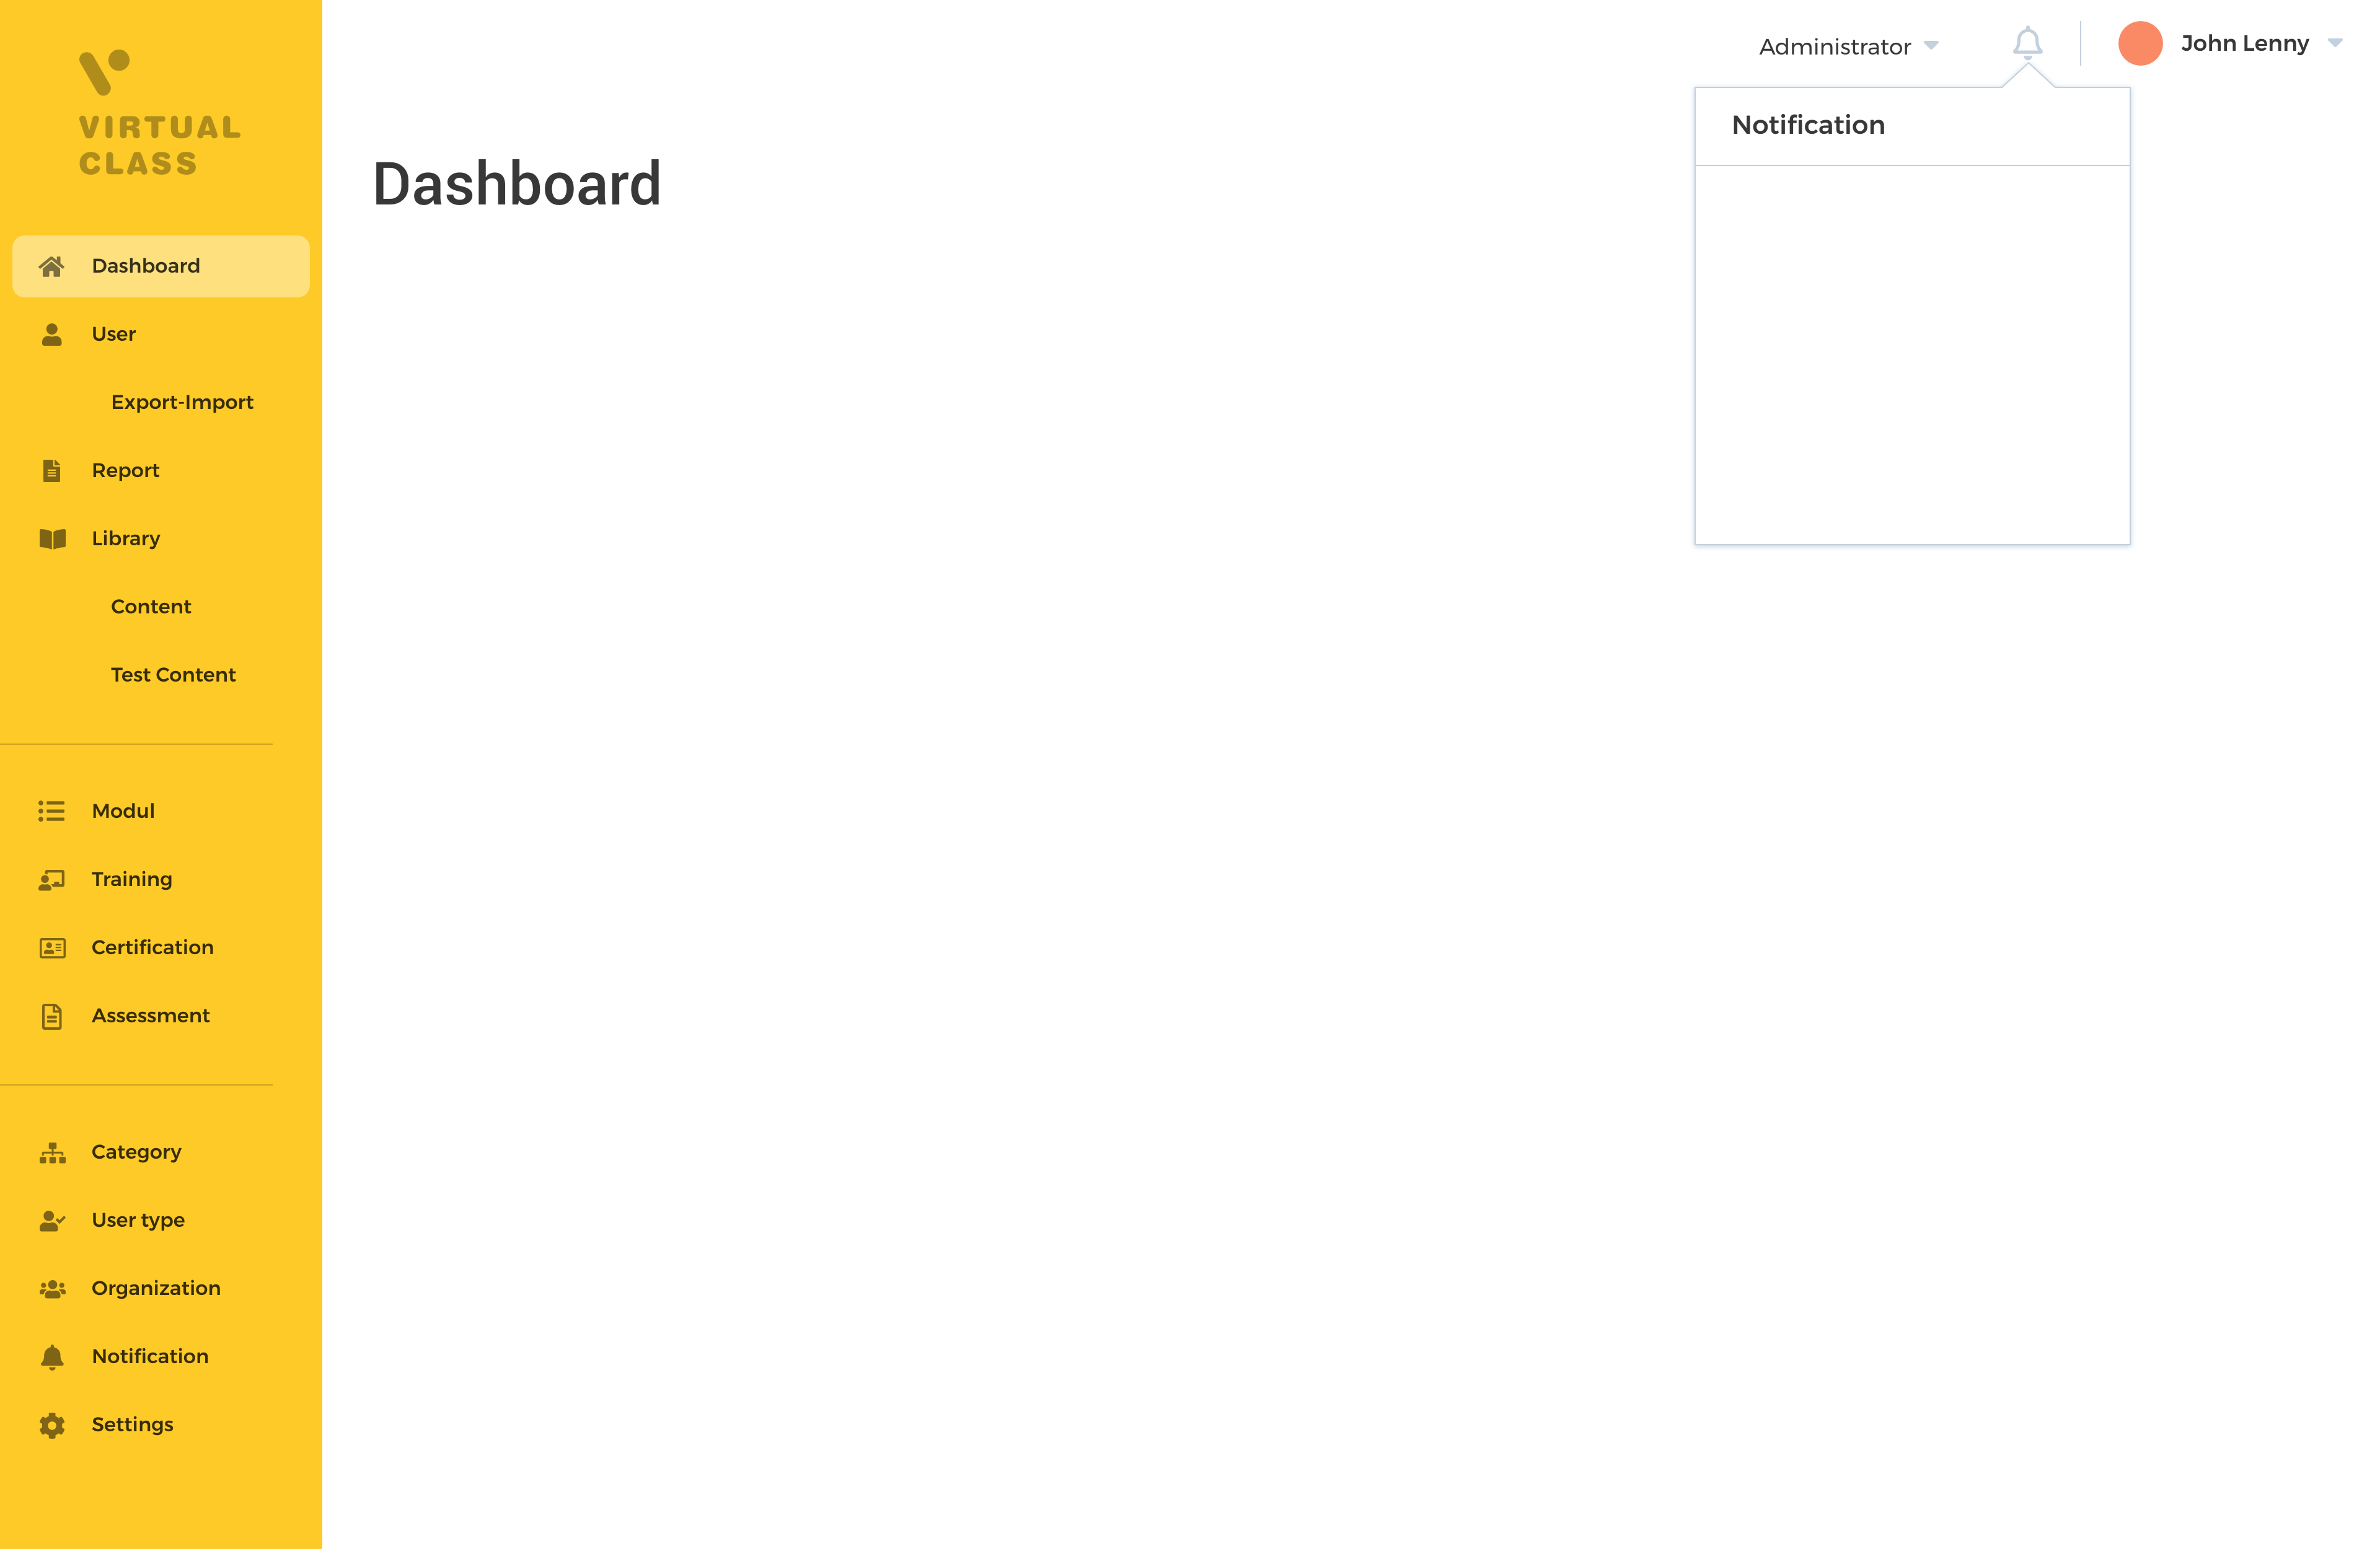 VIRTUAL
CLASS
Dashboard
User
Export-Import
Report
Library
Content
Test Content
Modul
Training
Certification
Assessment
Category
User type
Organization
Notification
Settings
Administrator
John Lenny
Notification
Dashboard